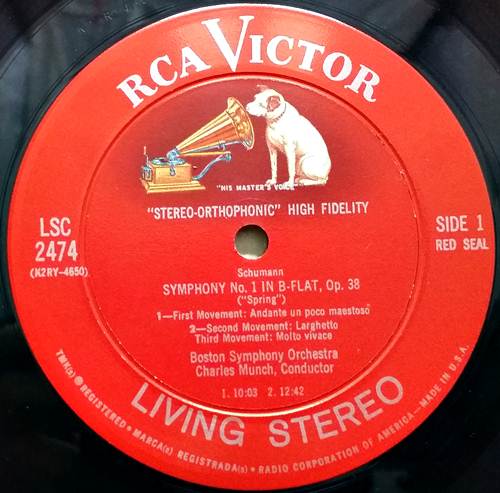 RCA VICTOR
"HIS MASTER'S VOICE"
"STEREO-ORTHOPHONIC" HIGH FIDELITY
LSC
2474
(K2RY-4650)
SIDE 1
RED SEAL
Schumann
SYMPHONY No. 1 IN B-FLAT, Op. 38
("Spring")
1—First Movement: Andante un poco maestoso
2—Second Movement: Larghetto
Third Movement: Molto vivace
Boston Symphony Orchestra
Charles Munch, Conductor
1. 10:03 2. 12:42
LIVING STEREO
TMK(s) ® REGISTERED • MARCA(s) REGISTRADA(s) • RADIO CORPORATION OF AMERICA—MADE IN U.S.A.